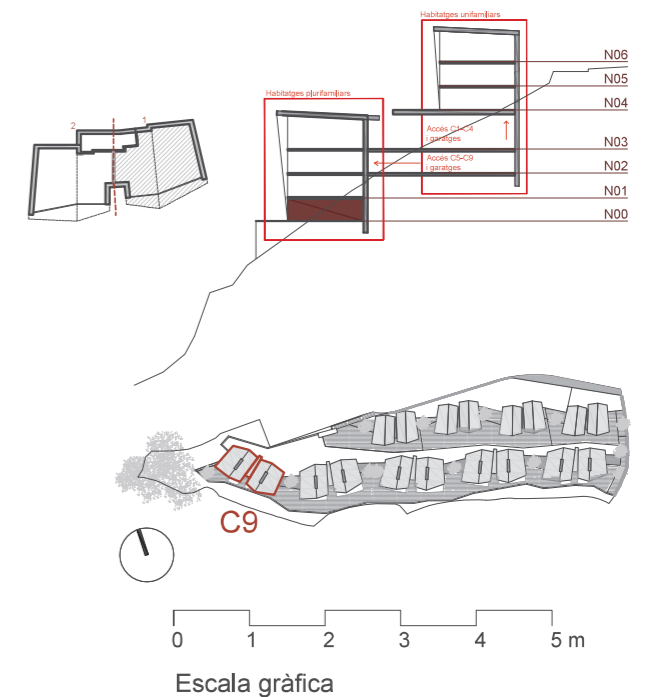 Habitatges unifamiliars
N06
N05
Habitatges plurifamiliars
N04
2
1
Accés C1-C4
i garatges
N03
Accés C5-C9
i garatges
N02
N01
N00
C9
0 1 2 3 4 5 m
Escala gràfica